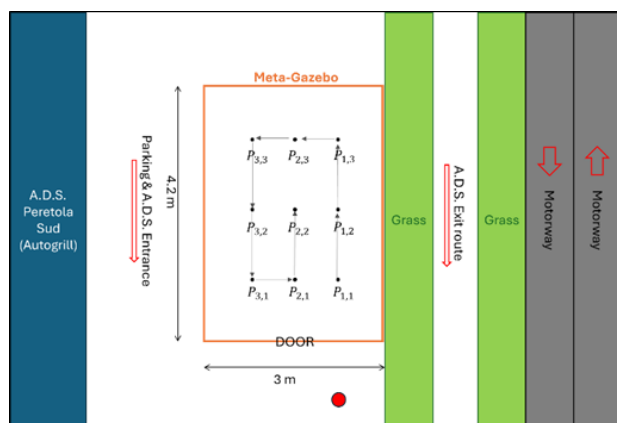 Meta-Gazebo
A.D.S.
Peretola
Sud
(Autogrill)
Parking & A.D.S. Entrance
4.2 m
P3,3
P2,3
P1,3
P3,2
P2,2
P1,2
P3,1
P2,1
P1,1
DOOR
3 m
Grass
A.D.S. Exit route
Grass
Motorway
Motorway